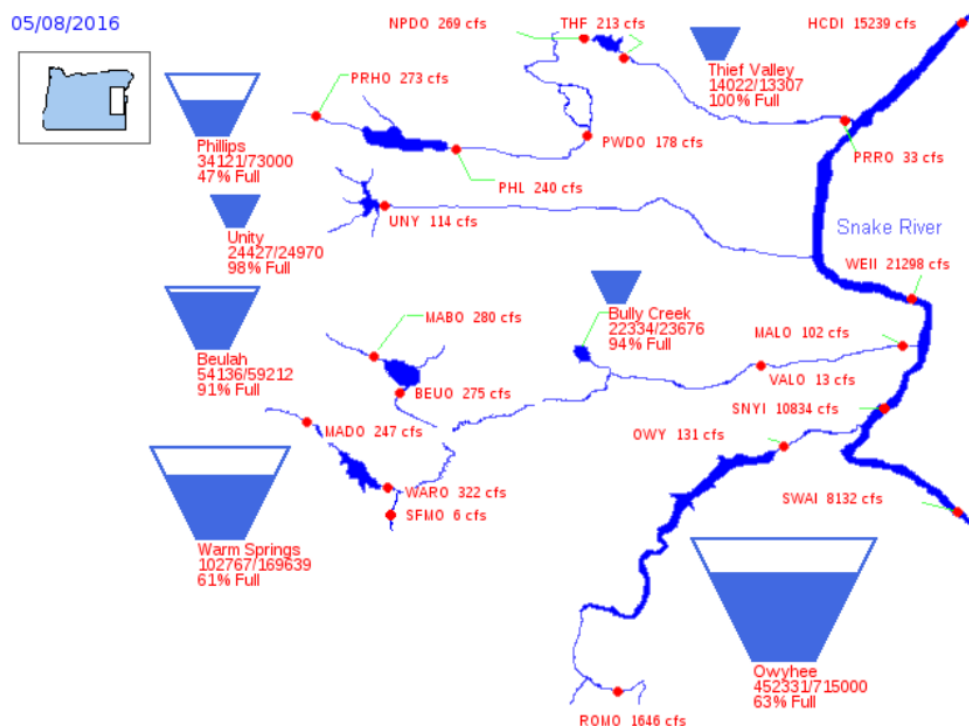 05/08/2016
NPDO 269 cfs
THF 213 cfs
HCDI 15239 cfs
Thief Valley
14022/13307
100% Full
PRHO 273 cfs
Phillips
34121/73000
47% Full
PWDO 178 cfs
PRRO 33 cfs
PHL 240 cfs
UNY 114 cfs
Unity
24427/24970
98% Full
Snake River
WEII 21298 cfs
MABO 280 cfs
Bully Creek
22334/23676
94% Full
MALO 102 cfs
Beulah
54136/59212
91% Full
BEUO 275 cfs
VALO 13 cfs
SNYI 10834 cfs
MADO 247 cfs
OWY 131 cfs
WARO 322 cfs
SFMO 6 cfs
SWAI 8132 cfs
Warm Springs
102767/169639
61% Full
Owyhee
452331/715000
63% Full
ROMO 1646 cfs